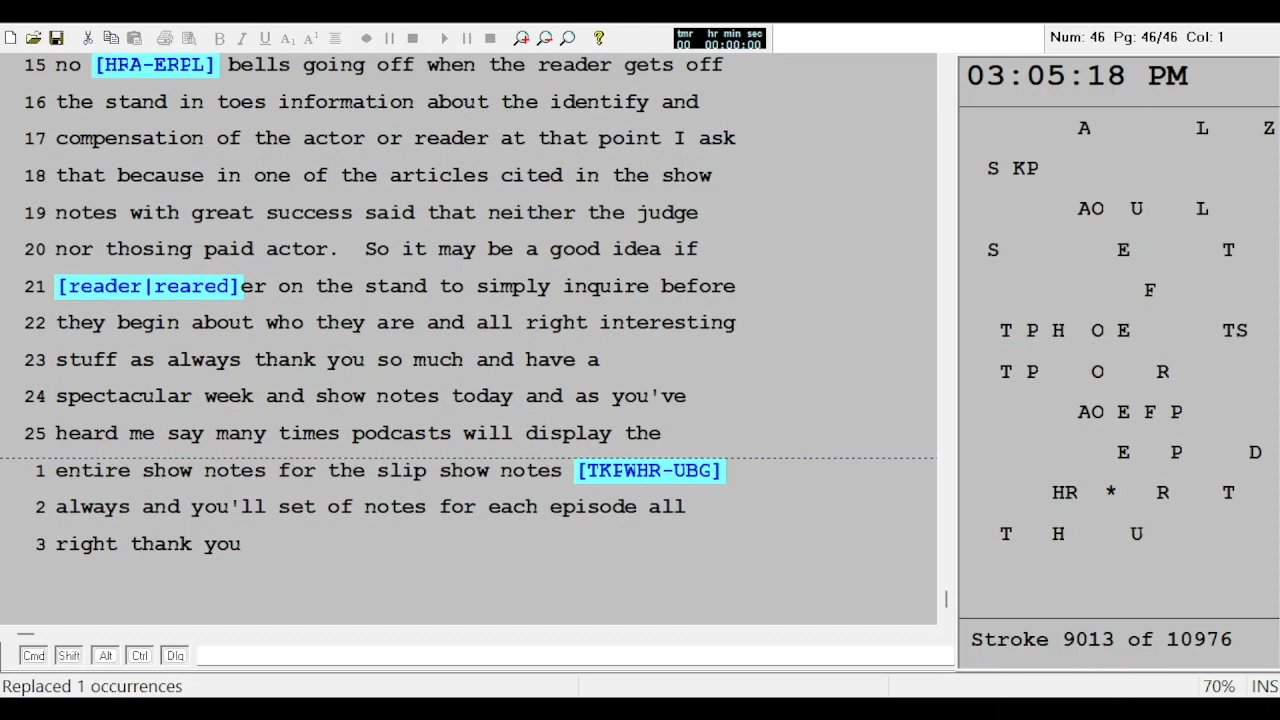 tmr hr min sec
00 00:00:00
Num: 46 Pg: 46/46 Col: 1
15 no [HRA-ERPL] bells going off when the reader gets off
16 the stand in toes information about the identify and
17 compensation of the actor or reader at that point I ask
18 that because in one of the articles cited in the show
19 notes with great success said that neither the judge
20 nor thosing paid actor. So it may be a good idea if
21 [reader|reared]er on the stand to simply inquire before
22 they begin about who they are and all right interesting
23 stuff as always thank you so much and have a
24 spectacular week and show notes today and as you've
25 heard me say many times podcasts will display the
1 entire show notes for the slip show notes [TKPWHR-UBG]
2 always and you'll set of notes for each episode all
3 right thank you
03:05:18 PM
A L Z
S KP
AO U L
S E T
F
T P H O E TS
T P O R
AO E F P
E P D
HR * R T
T H U
Stroke 9013 of 10976
Cmd Shift Alt Ctrl Dlg
Replaced 1 occurrences
70% INS